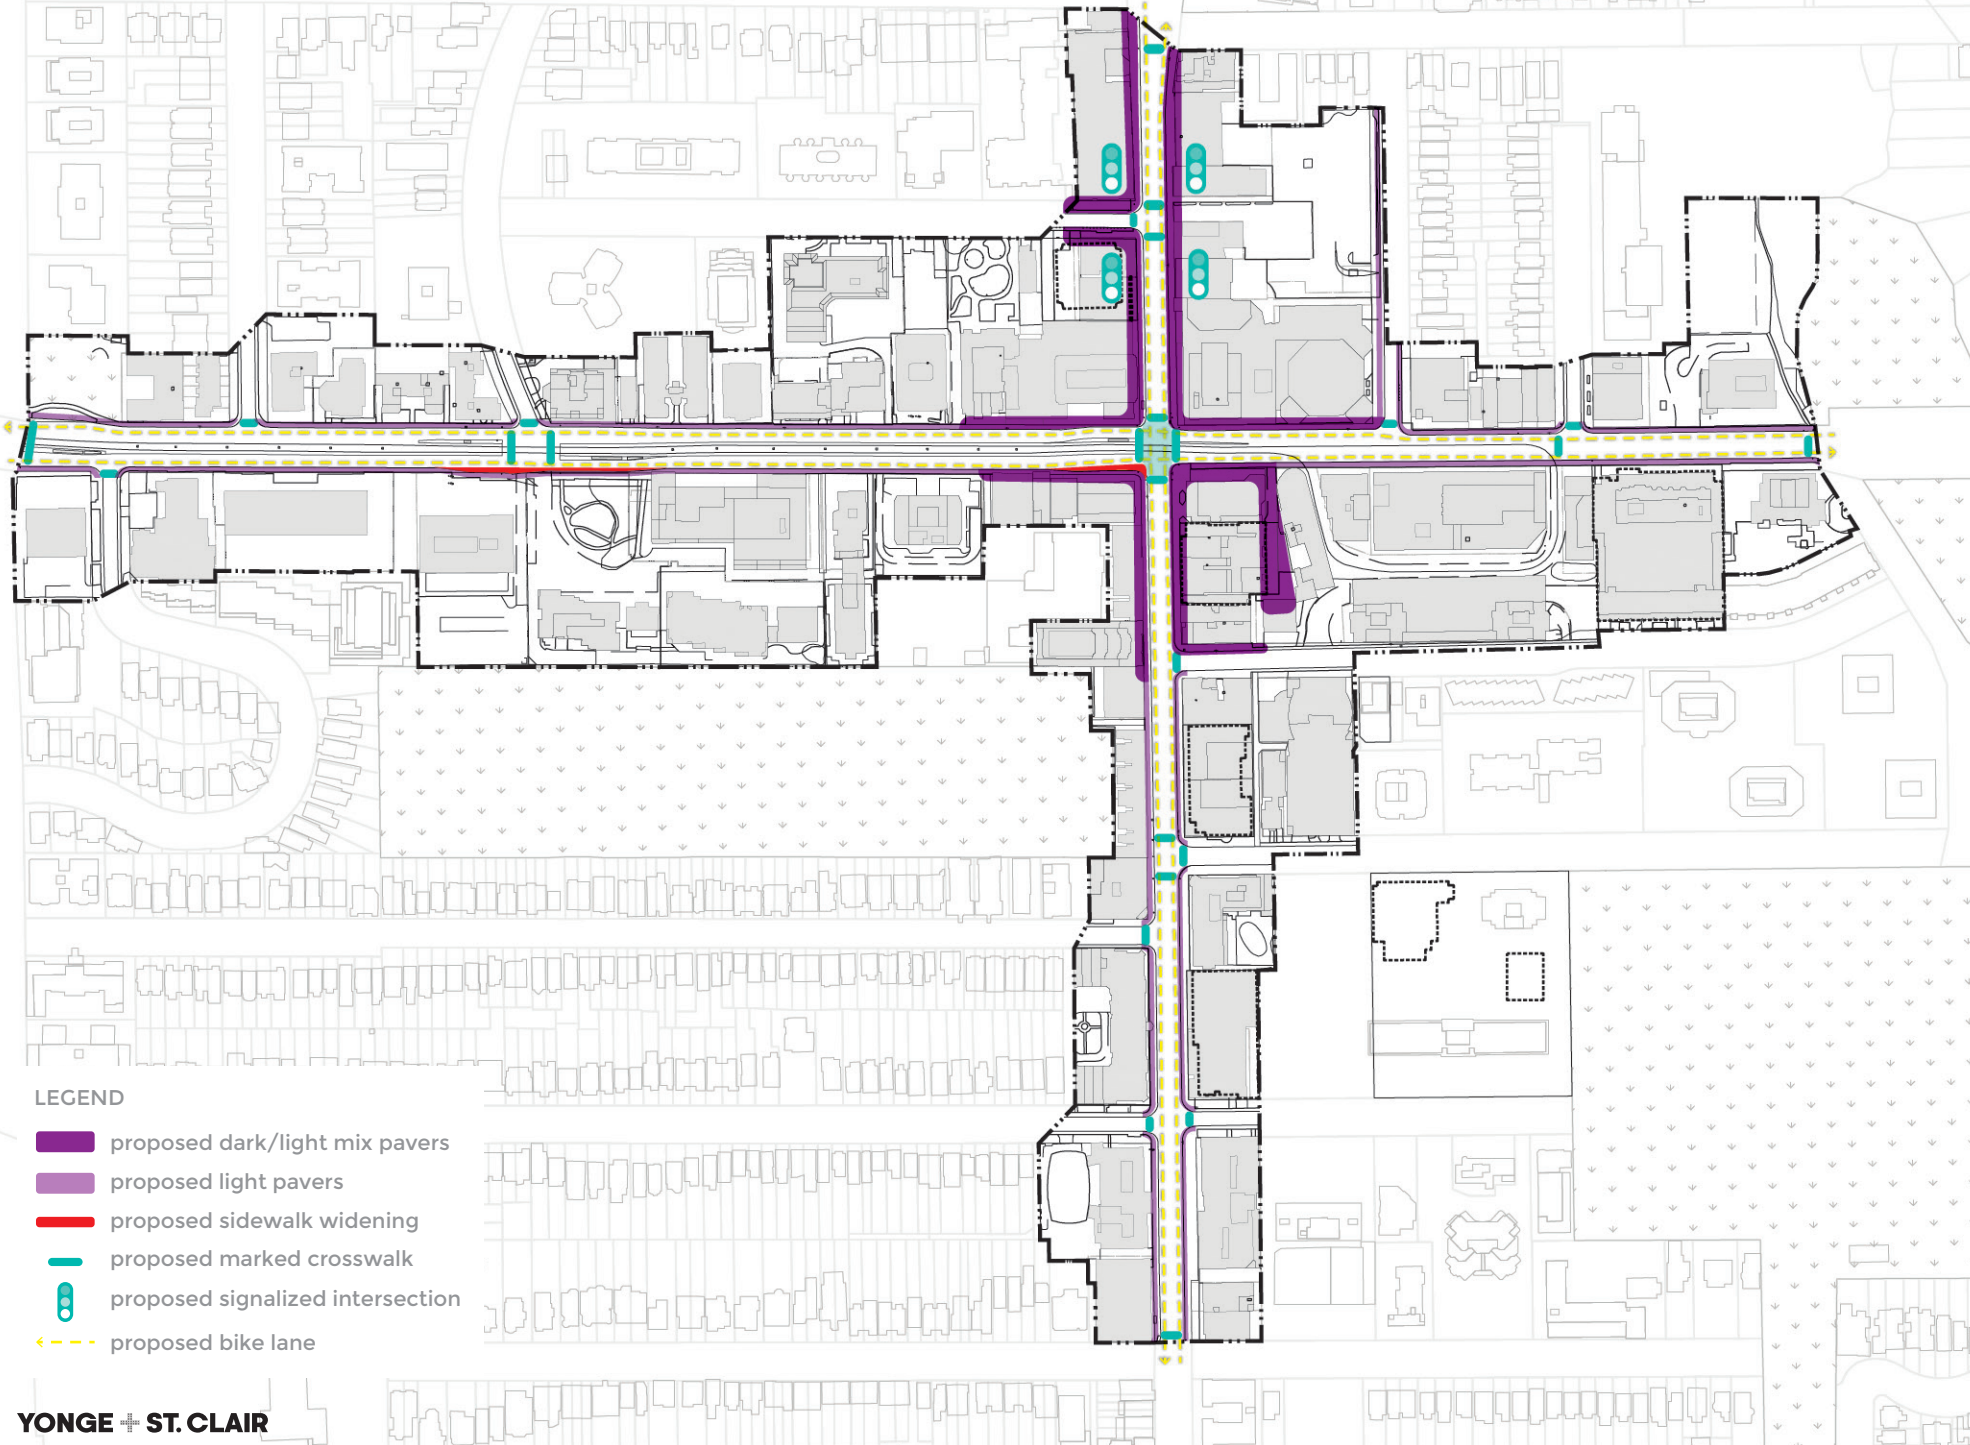 LEGEND
proposed dark/light mix pavers
proposed light pavers
proposed sidewalk widening
proposed marked crosswalk
proposed signalized intersection
proposed bike lane
YONGE + ST. CLAIR